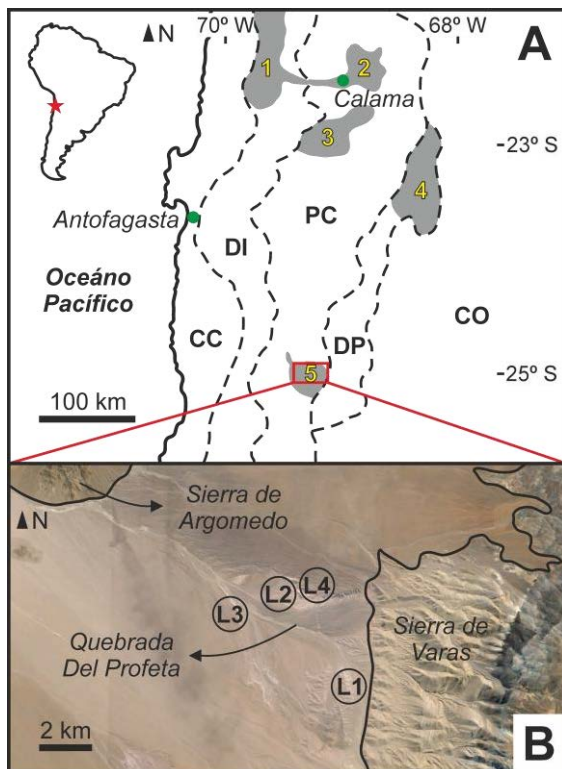 N
70º W
68º W
A
1
2
Calama
3
-23º S
4
Antofagasta
PC
DI
Oceáno
Pacífico
CO
CC
DP
5
-25º S
100 km
N
Sierra de
Argomedo
L4
L2
L3
Quebrada
Del Profeta
Sierra de
Varas
L1
2 km
B